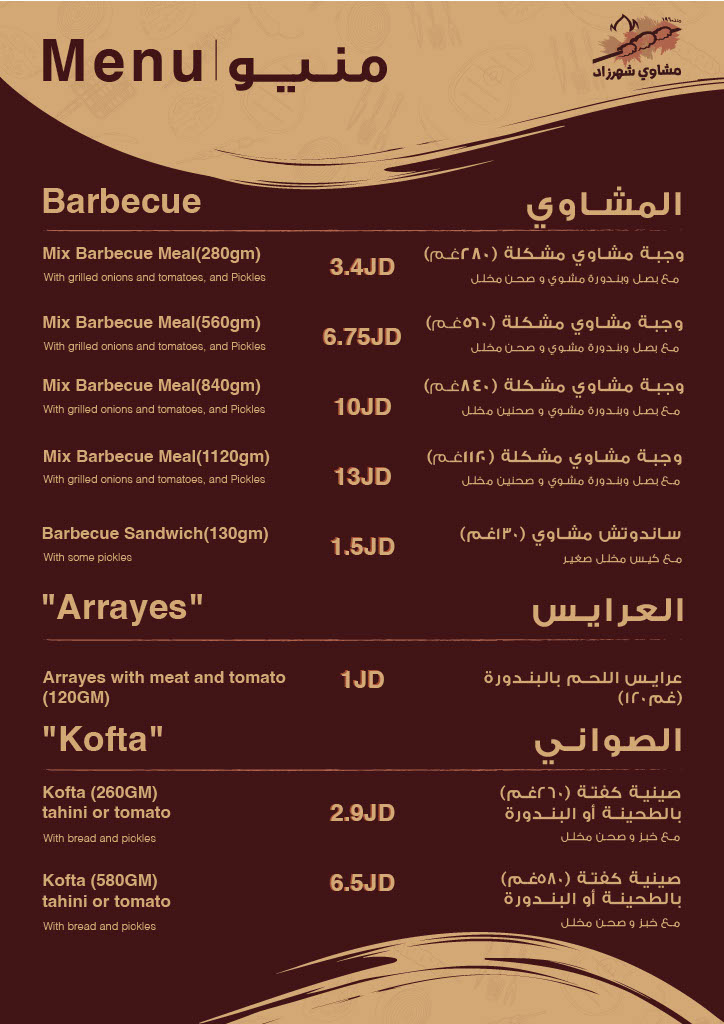 Menu | منيو
منذ ١٩٦٠
مشاوي شهرزاد
Barbecue
المشاوي
Mix Barbecue Meal(280gm)
With grilled onions and tomatoes, and Pickles
3.4JD
وجبة مشاوي مشكلة (٢٨٠غم)
مع بصل وبندورة مشوي و صحن مخلل
Mix Barbecue Meal(560gm)
With grilled onions and tomatoes, and Pickles
6.75JD
وجبة مشاوي مشكلة (٥٦٠غم)
مع بصل وبندورة مشوي و صحن مخلل
Mix Barbecue Meal(840gm)
With grilled onions and tomatoes, and Pickles
10JD
وجبة مشاوي مشكلة (٨٤٠غم)
مع بصل وبندورة مشوي و صحنين مخلل
Mix Barbecue Meal(1120gm)
With grilled onions and tomatoes, and Pickles
13JD
وجبة مشاوي مشكلة (١١٢٠غم)
مع بصل وبندورة مشوي و صحنين مخلل
Barbecue Sandwich(130gm)
With some pickles
1.5JD
ساندوتش مشاوي (١٣٠غم)
مع كيس مخلل صغير
"Arrayes"
العرايس
Arrayes with meat and tomato
(120GM)
1JD
عرايس اللحم بالبندورة
(١٢٠غم)
"Kofta"
الصواني
Kofta (260GM)
tahini or tomato
With bread and pickles
2.9JD
صينية كفتة (٢٦٠غم)
بالطحينة أو البندورة
مع خبز و صحن مخلل
Kofta (580GM)
tahini or tomato
With bread and pickles
6.5JD
صينية كفتة (٥٨٠غم)
بالطحينة أو البندورة
مع خبز و صحن مخلل